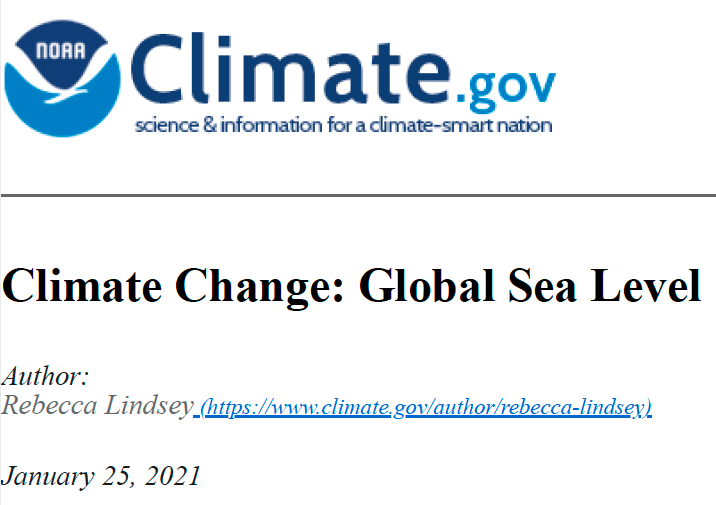 NOAA
Climate.gov
science & information for a climate-smart nation
Climate Change: Global Sea Level
Author:
Rebecca Lindsey (https://www.climate.gov/author/rebecca-lindsey)
January 25, 2021